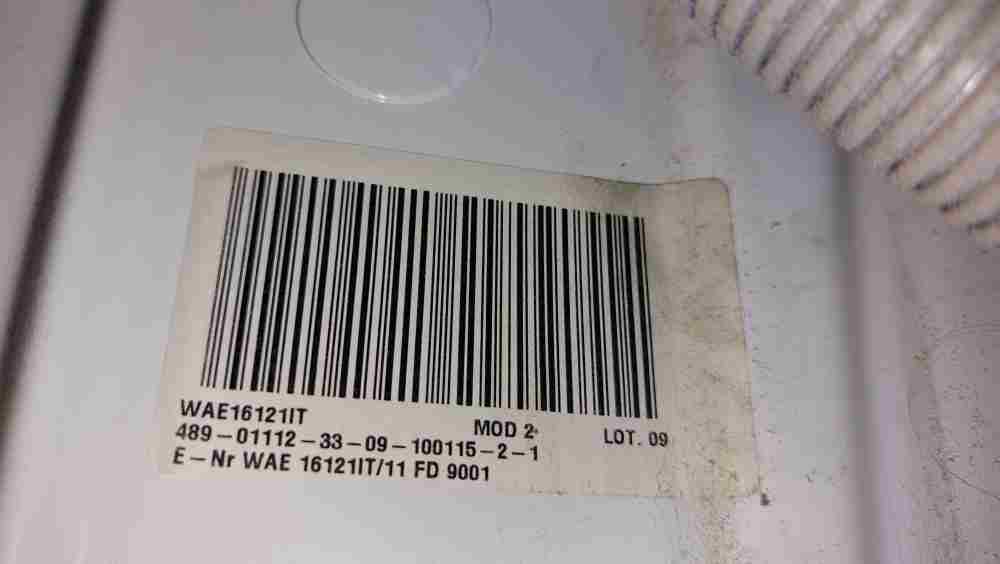 WAE16121IT
MOD 2
LOT. 09
489-01112-33-09-100115-2-1
E-Nr WAE 16121IT/11 FD 9001